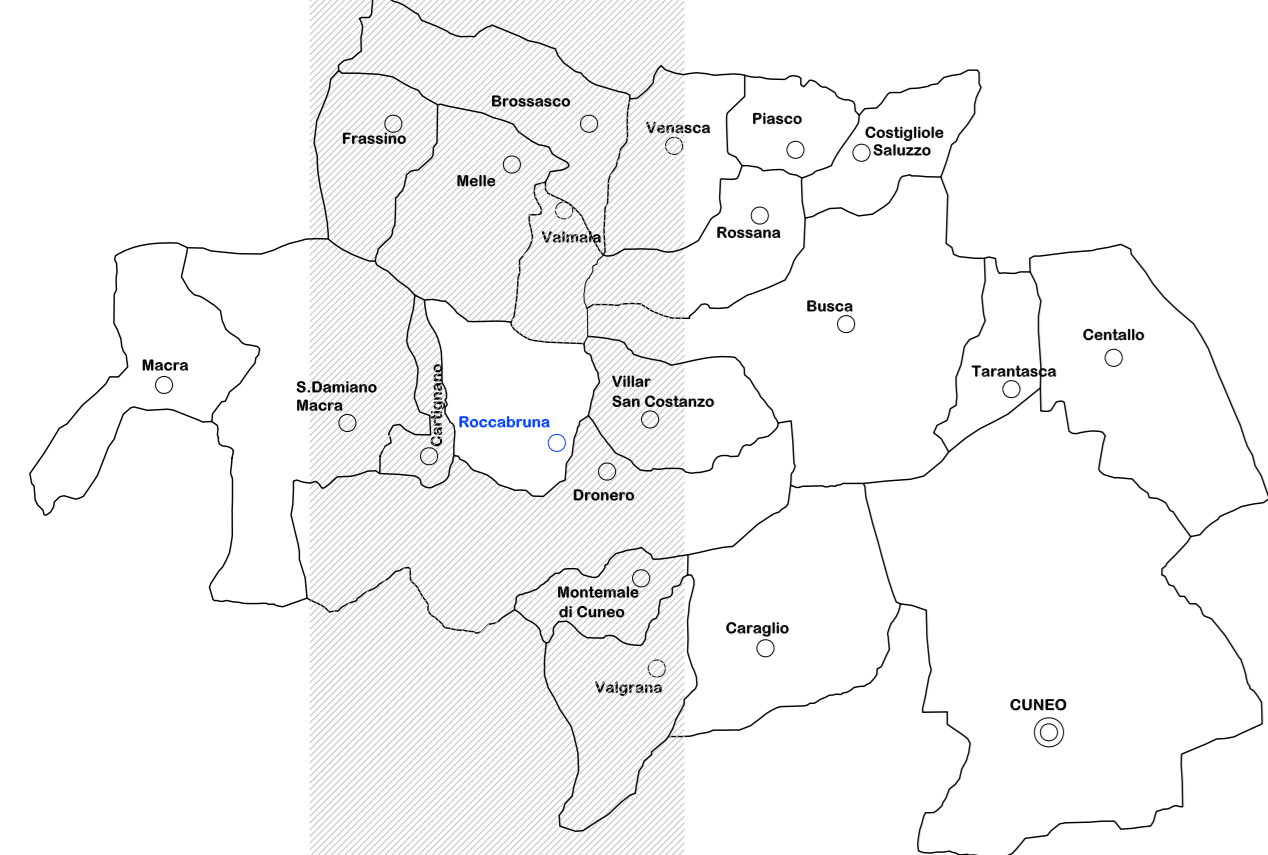 Brossasco
Frassino
Venasca
Piasco
Costigliole
Saluzzo
Melle
Valmala
Rossana
Busca
Centallo
Macra
Tarantasca
S.Damiano
Macra
Cartignano
Villar
San Costanzo
Roccabruna
Dronero
Montemale
di Cuneo
Caraglio
Valgrana
CUNEO